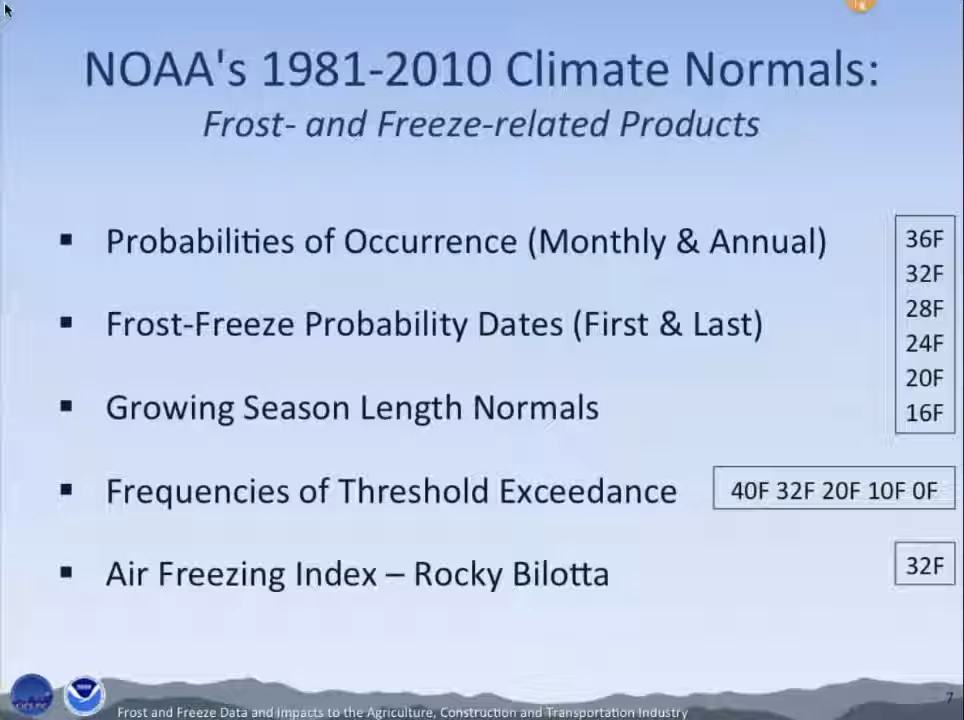 NOAA's 1981-2010 Climate Normals:
Frost- and Freeze-related Products
▪ Probabilities of Occurrence (Monthly & Annual)
▪ Frost-Freeze Probability Dates (First & Last)
▪ Growing Season Length Normals
36F
32F
28F
24F
20F
16F
▪ Frequencies of Threshold Exceedance
40F 32F 20F 10F 0F
▪ Air Freezing Index – Rocky Bilotta
32F
NOAA
Frost and Freeze Data and Impacts to the Agriculture, Construction and Transportation Industry
7